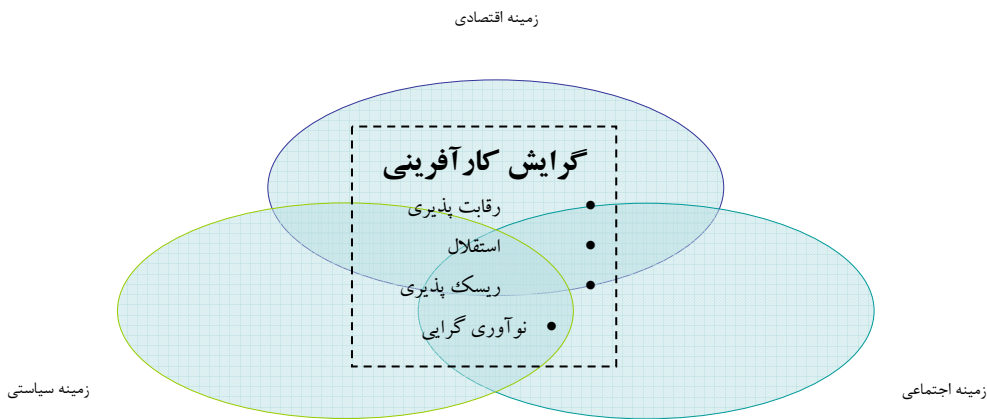 زمینه اقتصادی
گرایش کارآفرینی
• رقابت پذیری
• استقلال
• ریسک پذیری
• نوآوری گرایی
زمینه اجتماعی
زمینه سیاستی